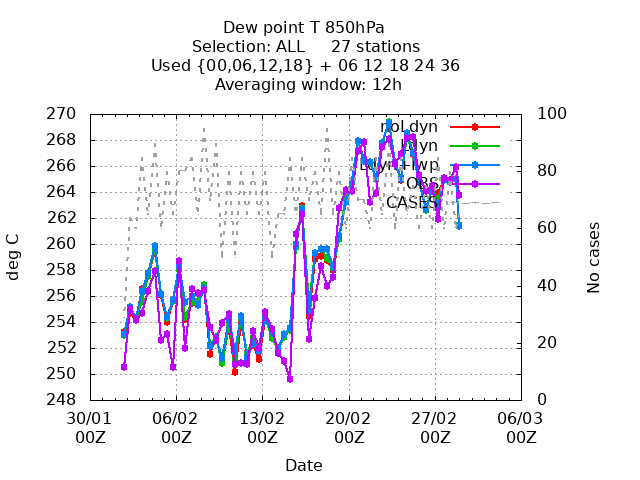 Dew point T 850hPa
Selection: ALL     27 stations
Used {00,06,12,18} + 06 12 18 24 36
Averaging window: 12h
deg C
270
268
266
264
262
260
258
256
254
252
250
248
100
80
60
40
20
0
No cases
OBS
CASES
30/01 06/02 13/02 20/02 27/02 06/03
00Z 00Z 00Z 00Z 00Z 00Z
Date